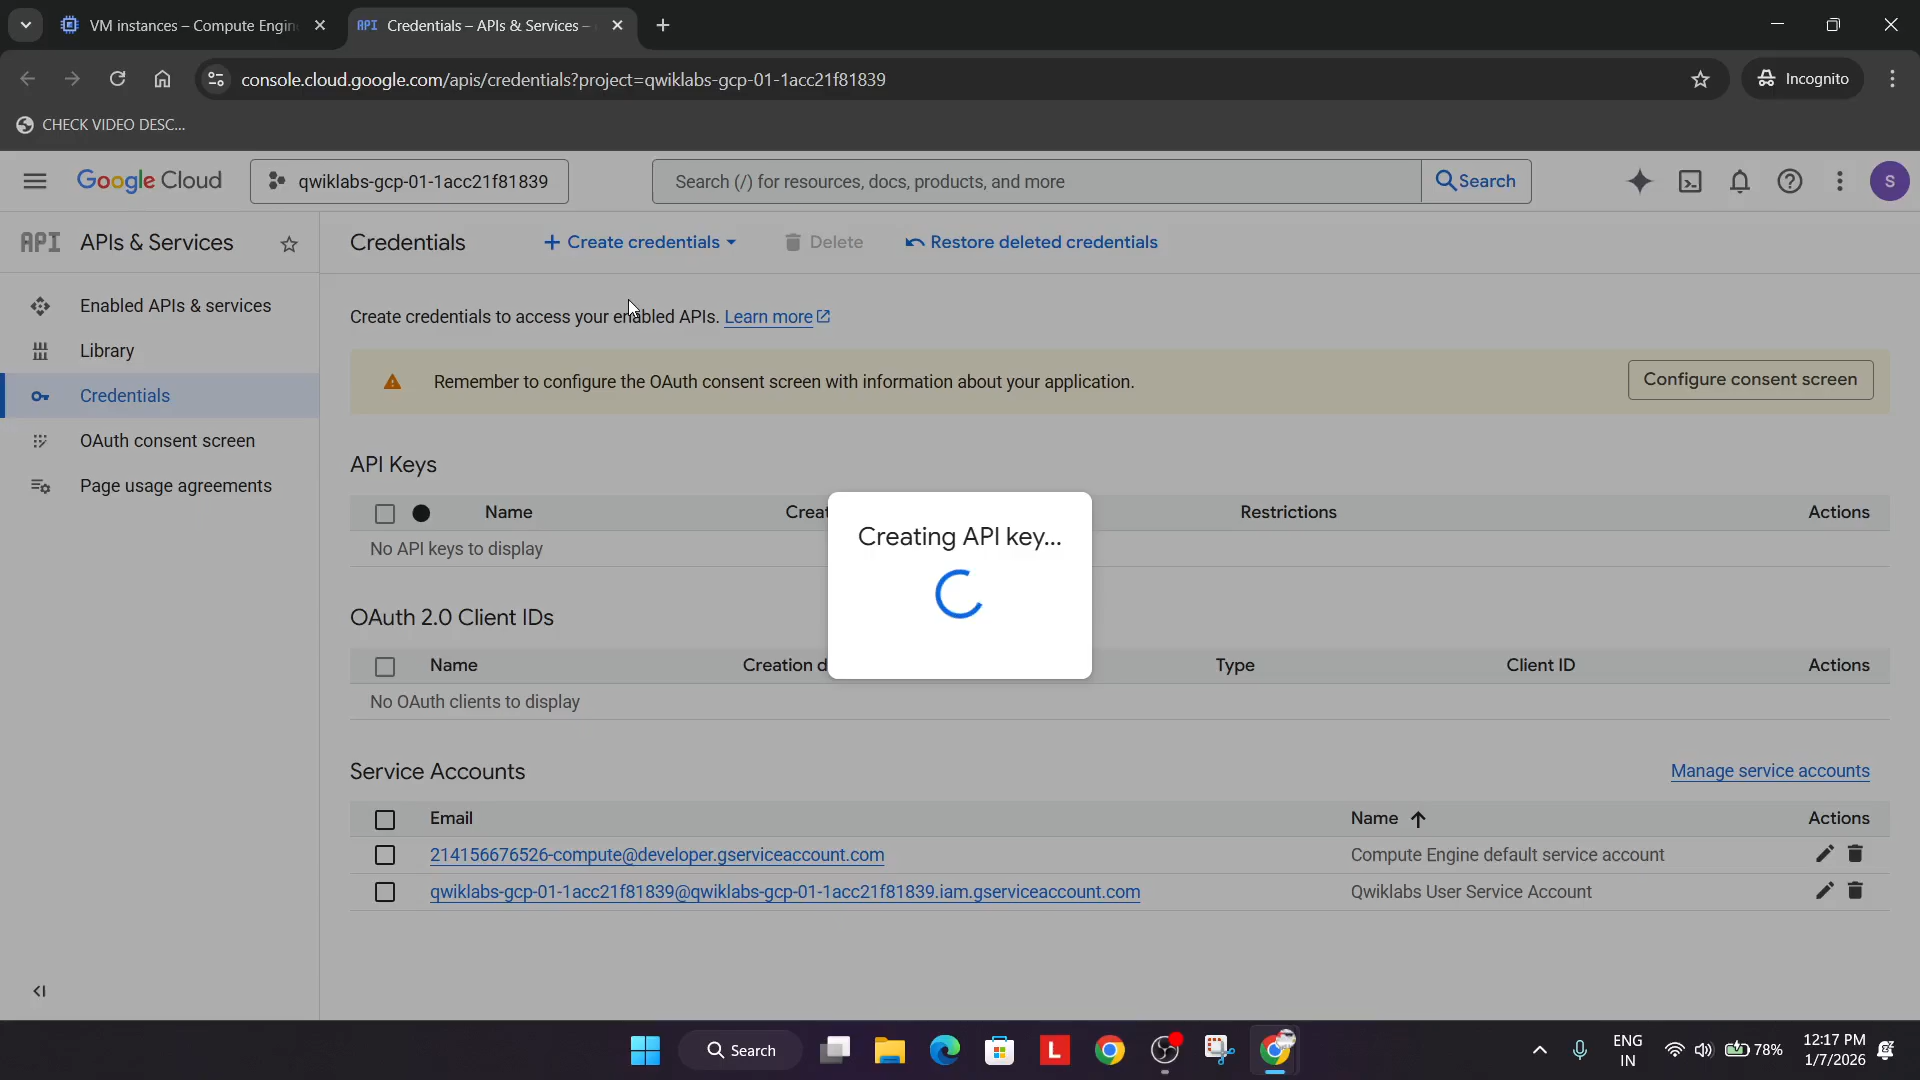 VM instances – Compute Engin
API Credentials – APIs & Services –
console.cloud.google.com/apis/credentials?project=qwiklabs-gcp-01-1acc21f81839
Incognito
CHECK VIDEO DESC...
Google Cloud
qwiklabs-gcp-01-1acc21f81839
Search (/) for resources, docs, products, and more
Search
S
API APIs & Services
Credentials
Create credentials
Delete
Restore deleted credentials
Enabled APIs & services
Library
Credentials
OAuth consent screen
Page usage agreements
Create credentials to access your enabled APIs. Learn more
Remember to configure the OAuth consent screen with information about your application.
Configure consent screen
API Keys
Name Creat Restrictions Actions
No API keys to display
Creating API key...
OAuth 2.0 Client IDs
Name Creation d Type Client ID Actions
No OAuth clients to display
Service Accounts
Manage service accounts
Email Name Actions
214156676526-compute@developer.gserviceaccount.com Compute Engine default service account
qwiklabs-gcp-01-1acc21f81839@qwiklabs-gcp-01-1acc21f81839.iam.gserviceaccount.com Qwiklabs User Service Account
Search
L
ENG
IN
78%
12:17 PM
1/7/2026